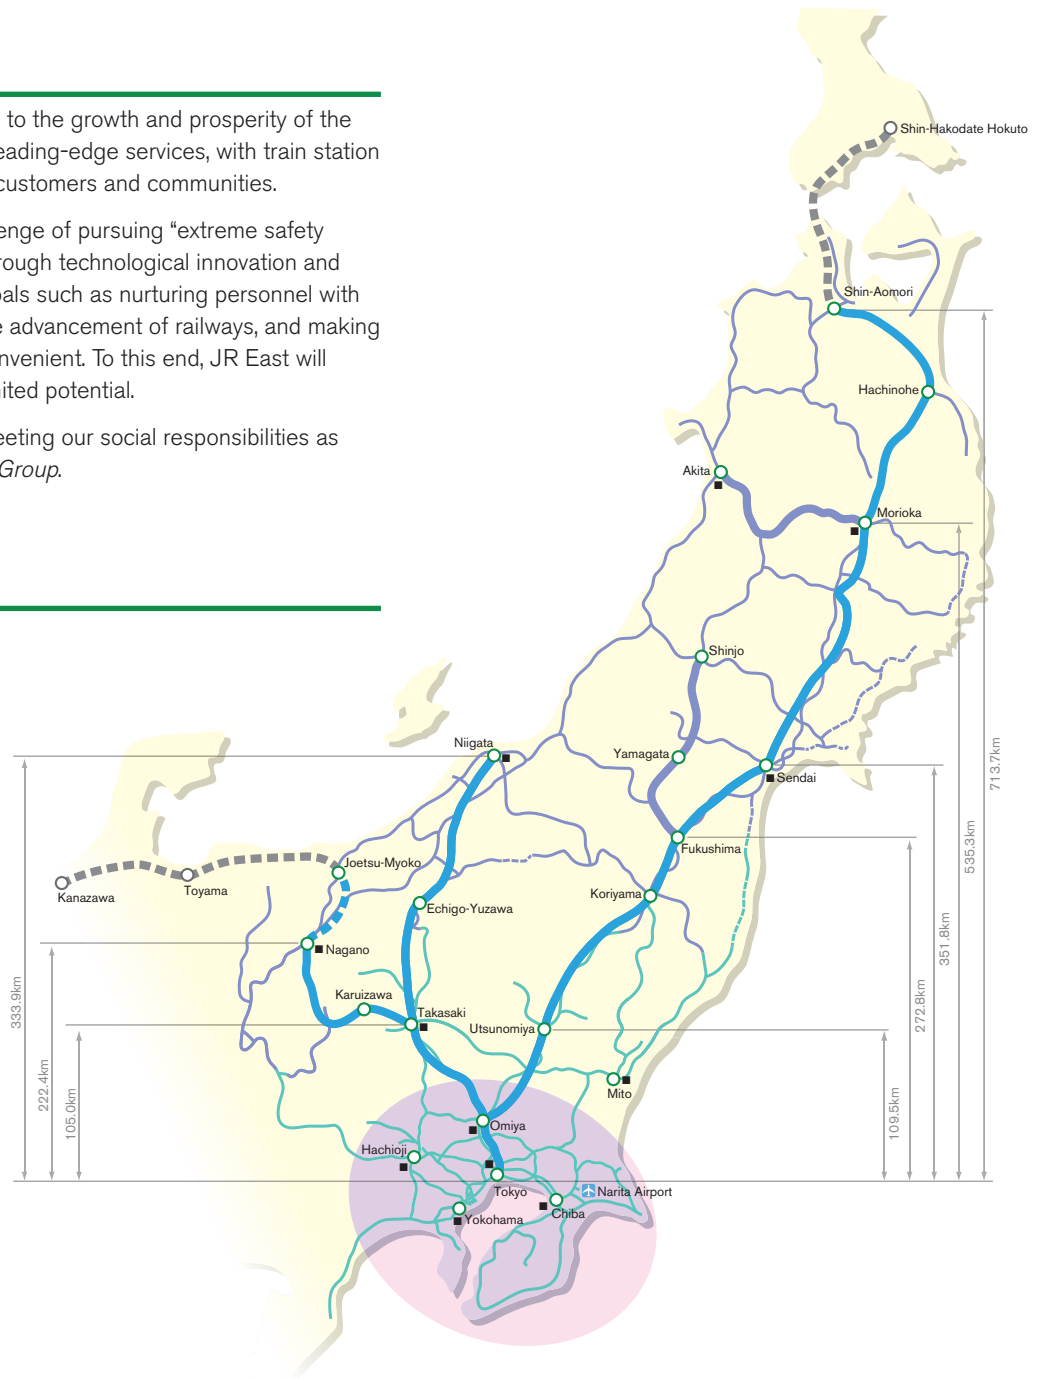 to the growth and prosperity of the
eading-edge services, with train station
customers and communities.
enge of pursuing “extreme safety
rough technological innovation and
oals such as nurturing personnel with
e advancement of railways, and making
nvenient. To this end, JR East will
nited potential.
eeting our social responsibilities as
Group.
Shin-Hakodate Hokuto
Shin-Aomori
Hachinohe
Akita
Morioka
Shinjo
Niigata
Yamagata
Sendai
713.7km
535.3km
Fukushima
Joetsu-Myoko
Toyama
Kanazawa
Koriyama
Echigo-Yuzawa
351.8km
Nagano
Karuizawa
Takasaki
Utsunomiya
272.8km
333.9km
222.4km
105.0km
109.5km
Mito
Omiya
Hachioji
Tokyo
Narita Airport
Chiba
Yokohama